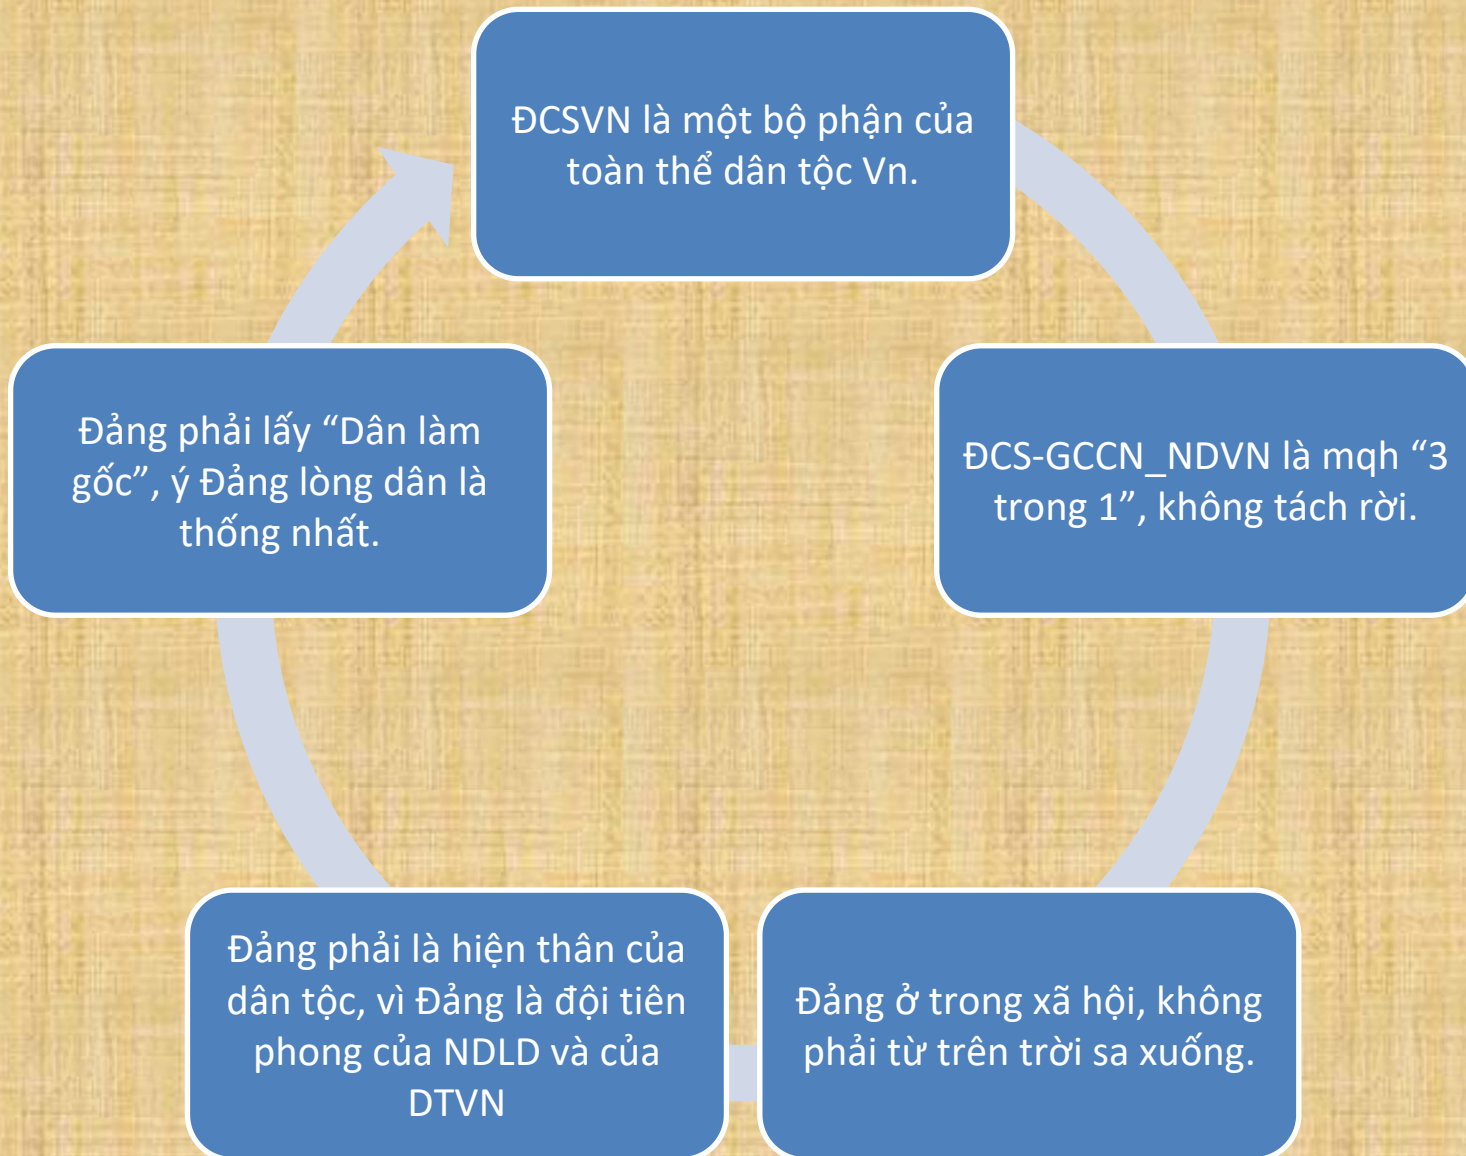 ĐCSVN là một bộ phận của
toàn thể dân tộc Vn.
ĐCS-GCCN_NDVN là mqh “3
trong 1”, không tách rời.
Đảng ở trong xã hội, không
phải từ trên trời sa xuống.
Đảng phải là hiện thân của
dân tộc, vì Đảng là đội tiên
phong của NDLD và của
DTVN
Đảng phải lấy “Dân làm
gốc”, ý Đảng lòng dân là
thống nhất.